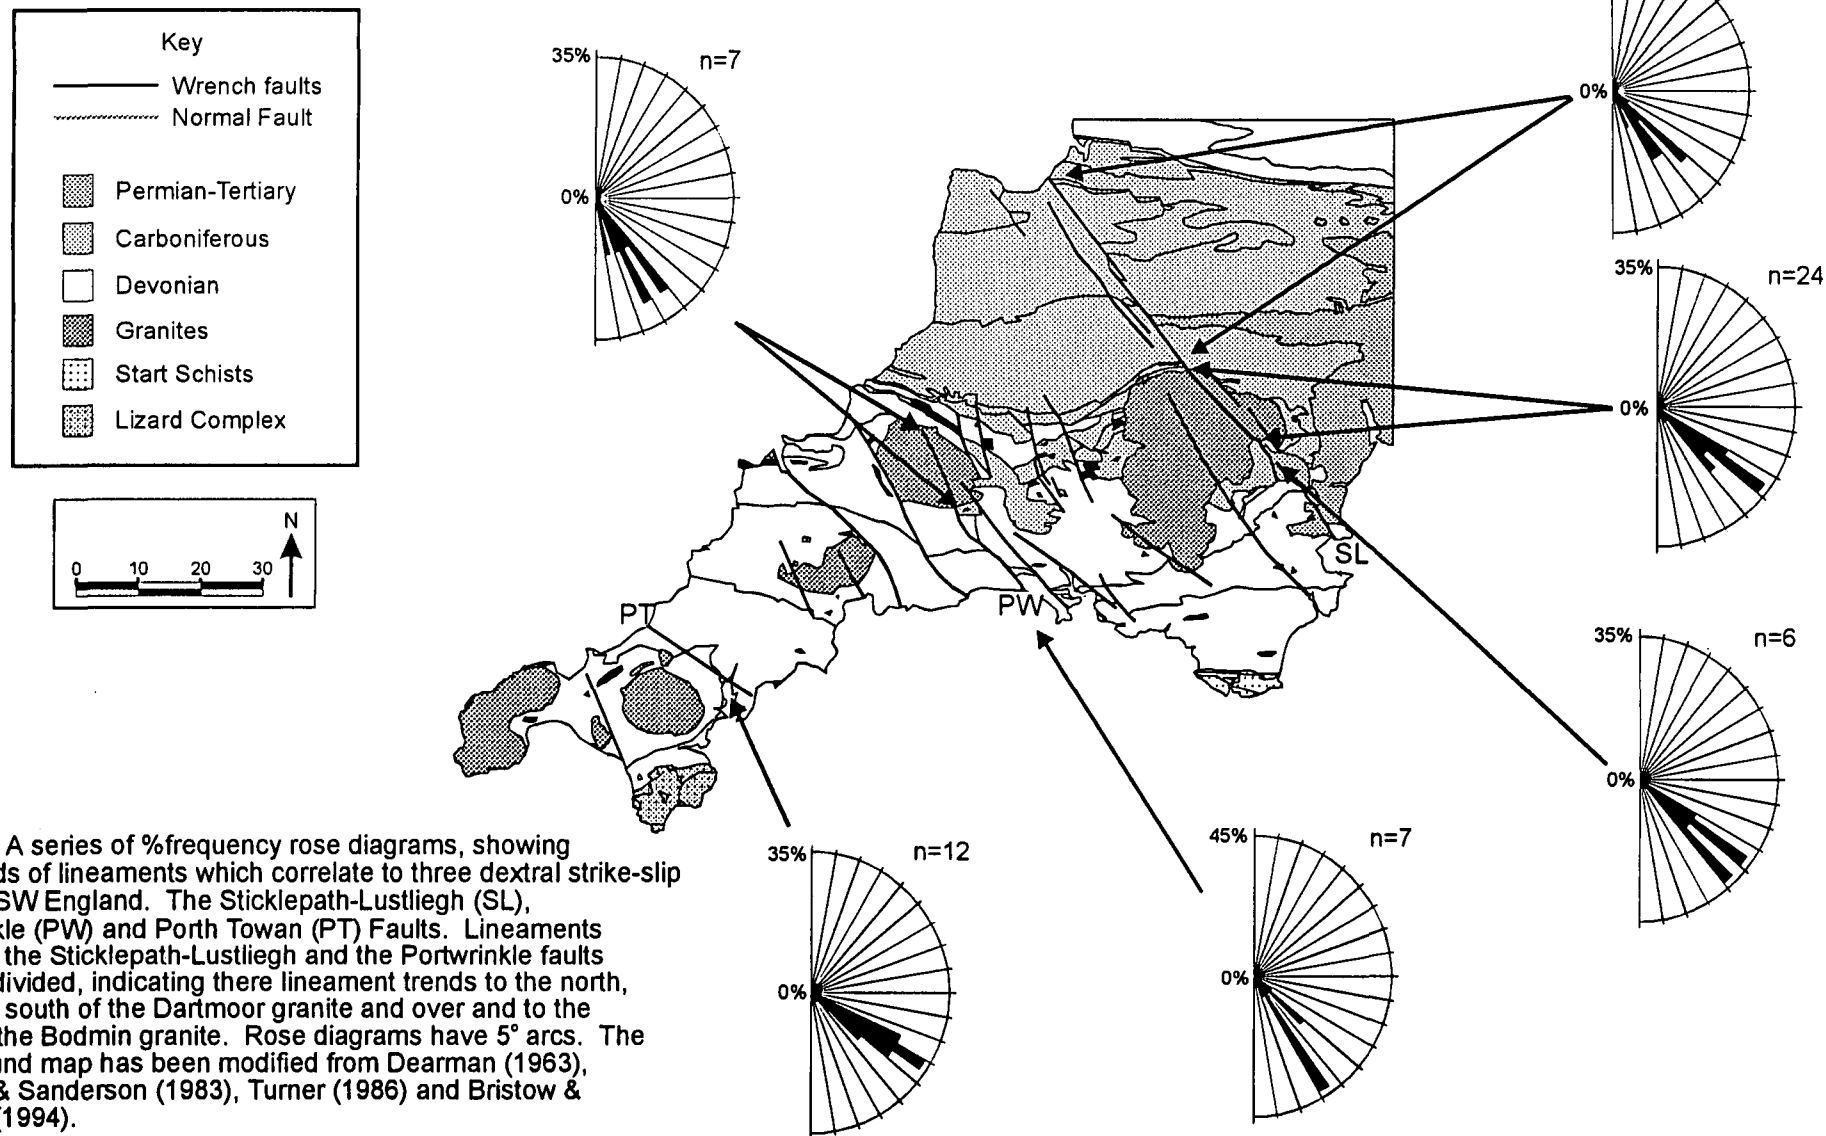 Key
Wrench faults
Normal Fault
Permian-Tertiary
Carboniferous
Devonian
Granites
Start Schists
Lizard Complex
0 10 20 30
N
35%
n=7
0%
0%
35%
n=24
0%
35%
n=6
0%
45%
n=7
0%
35%
n=12
0%
SL
PW
PT
A series of %frequency rose diagrams, showing
ds of lineaments which correlate to three dextral strike-slip
SW England. The Sticklepath-Lustliegh (SL),
kle (PW) and Porth Towan (PT) Faults. Lineaments
the Sticklepath-Lustliegh and the Portwrinkle faults
divided, indicating there lineament trends to the north,
south of the Dartmoor granite and over and to the
the Bodmin granite. Rose diagrams have 5° arcs. The
und map has been modified from Dearman (1963),
& Sanderson (1983), Turner (1986) and Bristow &
(1994).